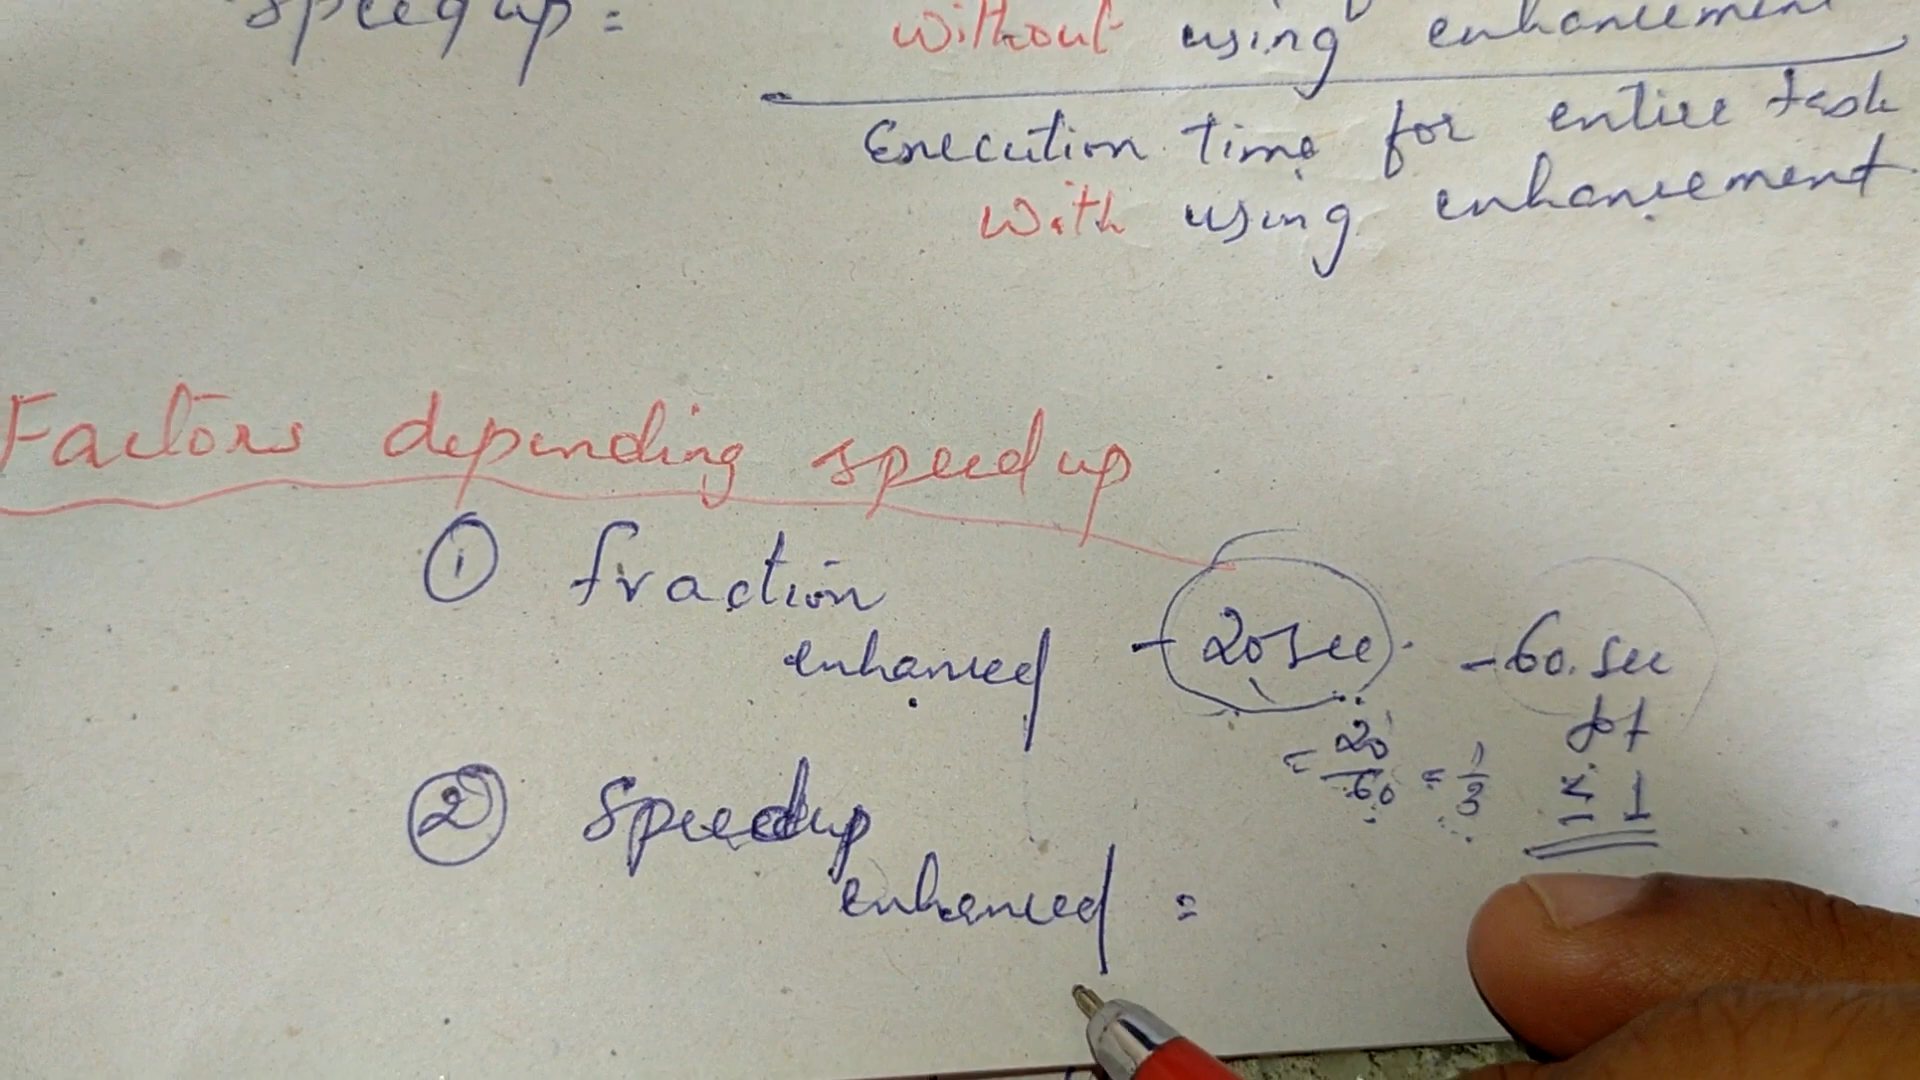 speedup =
without using enhancement
Execution time for entire task
with using enhancement
Factors depending speedup
① fraction
enhanced - 20 sec. - 60. sec
= 20/60 = 1/3
≤ 1
② Speedup
enhanced =